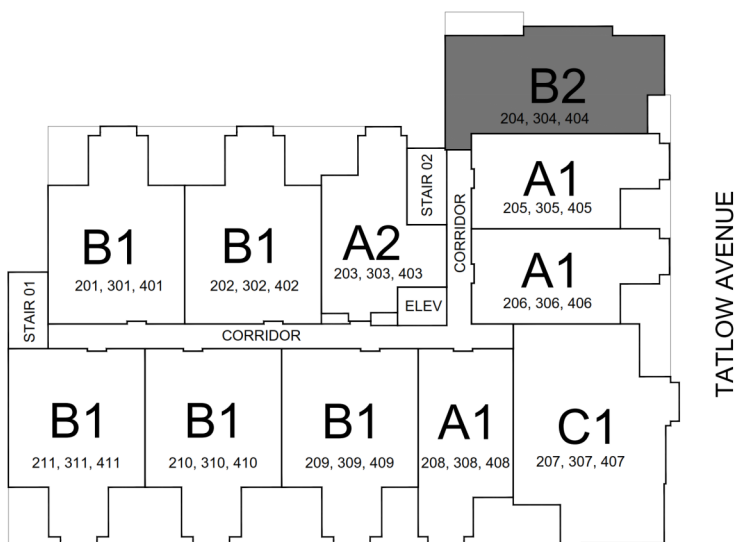 B2
204, 304, 404
STAIR 02
CORRIDOR
A1
205, 305, 405
TATLOW AVENUE
B1
201, 301, 401
B1
202, 302, 402
A2
203, 303, 403
A1
206, 306, 406
STAIR 01
ELEV
CORRIDOR
B1
211, 311, 411
B1
210, 310, 410
B1
209, 309, 409
A1
208, 308, 408
C1
207, 307, 407